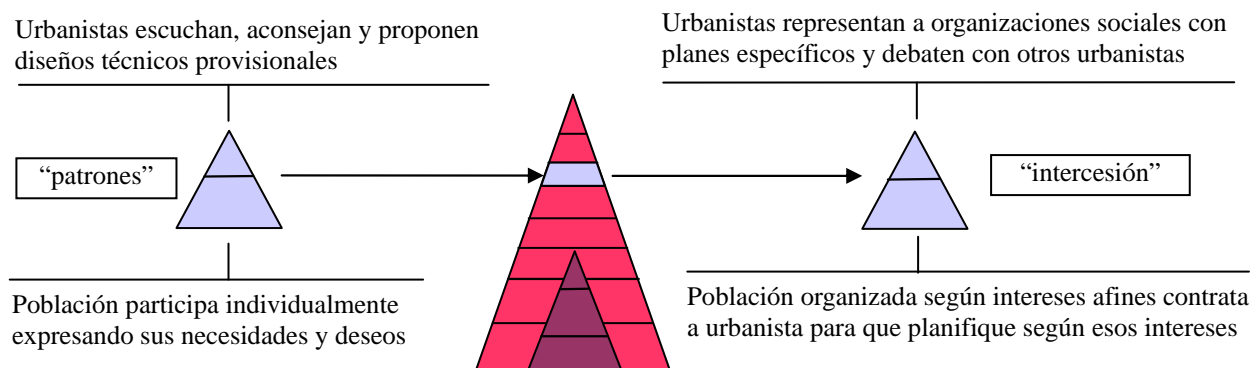 Urbanistas escuchan, aconsejan y proponen
diseños técnicos provisionales
“patrones”
Población participa individualmente
expresando sus necesidades y deseos
Urbanistas representan a organizaciones sociales con
planes específicos y debaten con otros urbanistas
“intercesión”
Población organizada según intereses afines contrata
a urbanista para que planifique según esos intereses